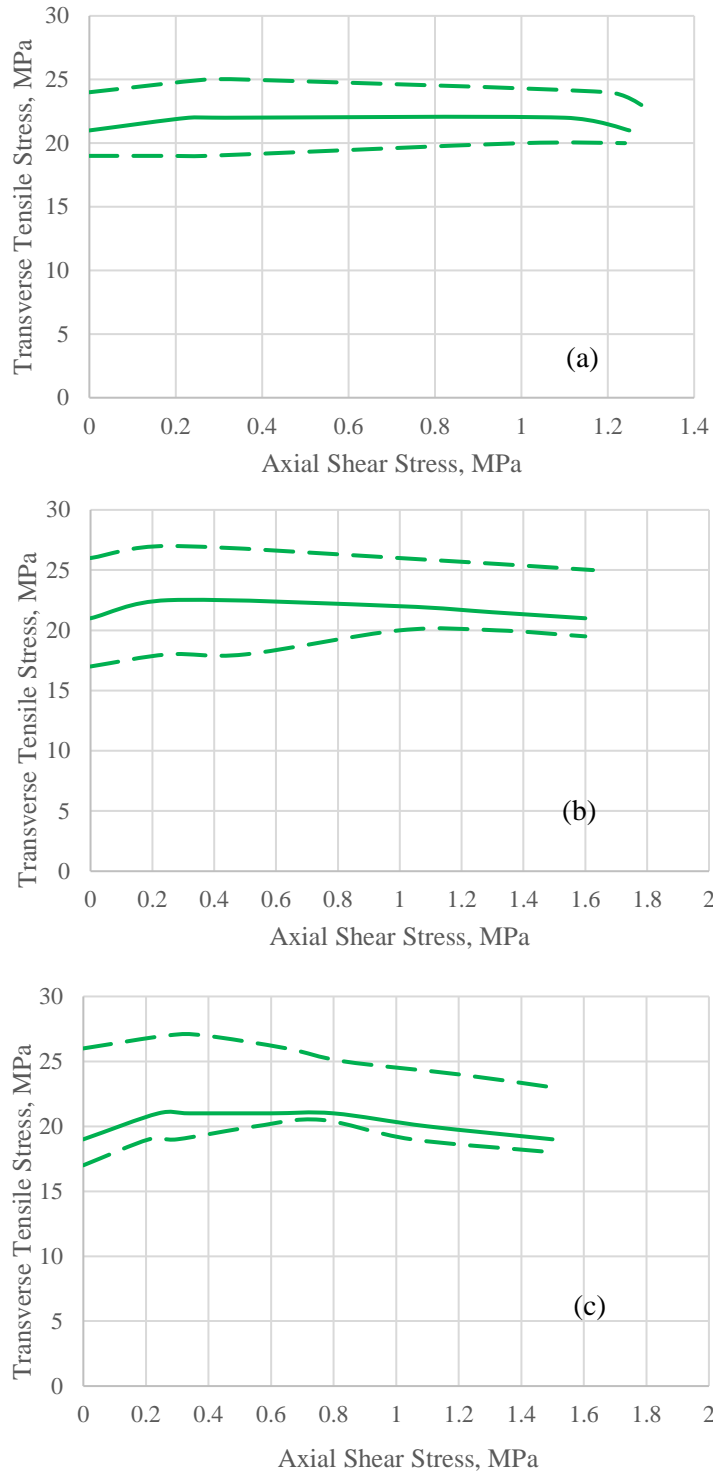 30
25
20
15
10
5
0
Transverse Tensile Stress, MPa
(a)
0 0.2 0.4 0.6 0.8 1 1.2 1.4
Axial Shear Stress, MPa
30
25
20
15
10
5
0
Transverse Tensile Stress, MPa
(b)
0 0.2 0.4 0.6 0.8 1 1.2 1.4 1.6 1.8 2
Axial Shear Stress, MPa
30
25
20
15
10
5
0
Transverse Tensile Stress, MPa
(c)
0 0.2 0.4 0.6 0.8 1 1.2 1.4 1.6 1.8 2
Axial Shear Stress, MPa